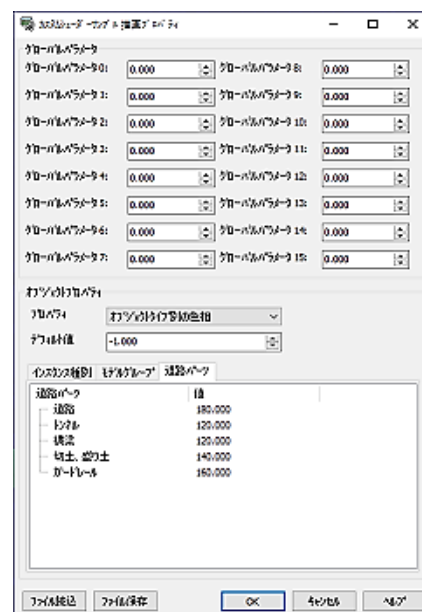 カスタムシェーダーサンプル 描画プロパティ
グローバルパラメータ
グローバルパラメータ0: 0.000 グローバルパラメータ8: 0.000
グローバルパラメータ1: 0.000 グローバルパラメータ9: 0.000
グローバルパラメータ2: 0.000 グローバルパラメータ10: 0.000
グローバルパラメータ3: 0.000 グローバルパラメータ11: 0.000
グローバルパラメータ4: 0.000 グローバルパラメータ12: 0.000
グローバルパラメータ5: 0.000 グローバルパラメータ13: 0.000
グローバルパラメータ6: 0.000 グローバルパラメータ14: 0.000
グローバルパラメータ7: 0.000 グローバルパラメータ15: 0.000
オブジェクトプロパティ
プロパティ オブジェクトタイプ別の色相
デフォルト値 -1.000
インスタンス種別 モデルグループ 道路パーツ
道路パーツ 値
道路 180.000
トンネル 120.000
橋梁 120.000
切土、盛り土 140.000
ガードレール 160.000
ファイル読込 ファイル保存 OK キャンセル ヘルプ